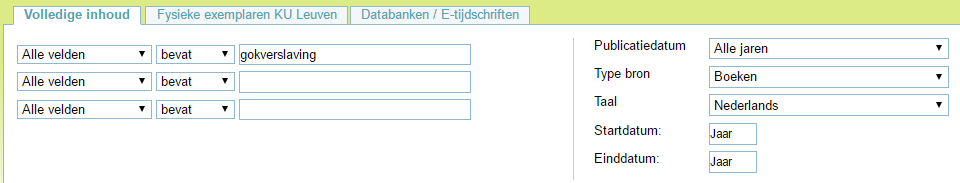 Volledige inhoud Fysieke exemplaren KU Leuven Databanken / E-tijdschriften
Alle velden bevat gokverslaving
Alle velden bevat
Alle velden bevat
Publicatiedatum Alle jaren
Type bron Boeken
Taal Nederlands
Startdatum: Jaar
Einddatum: Jaar